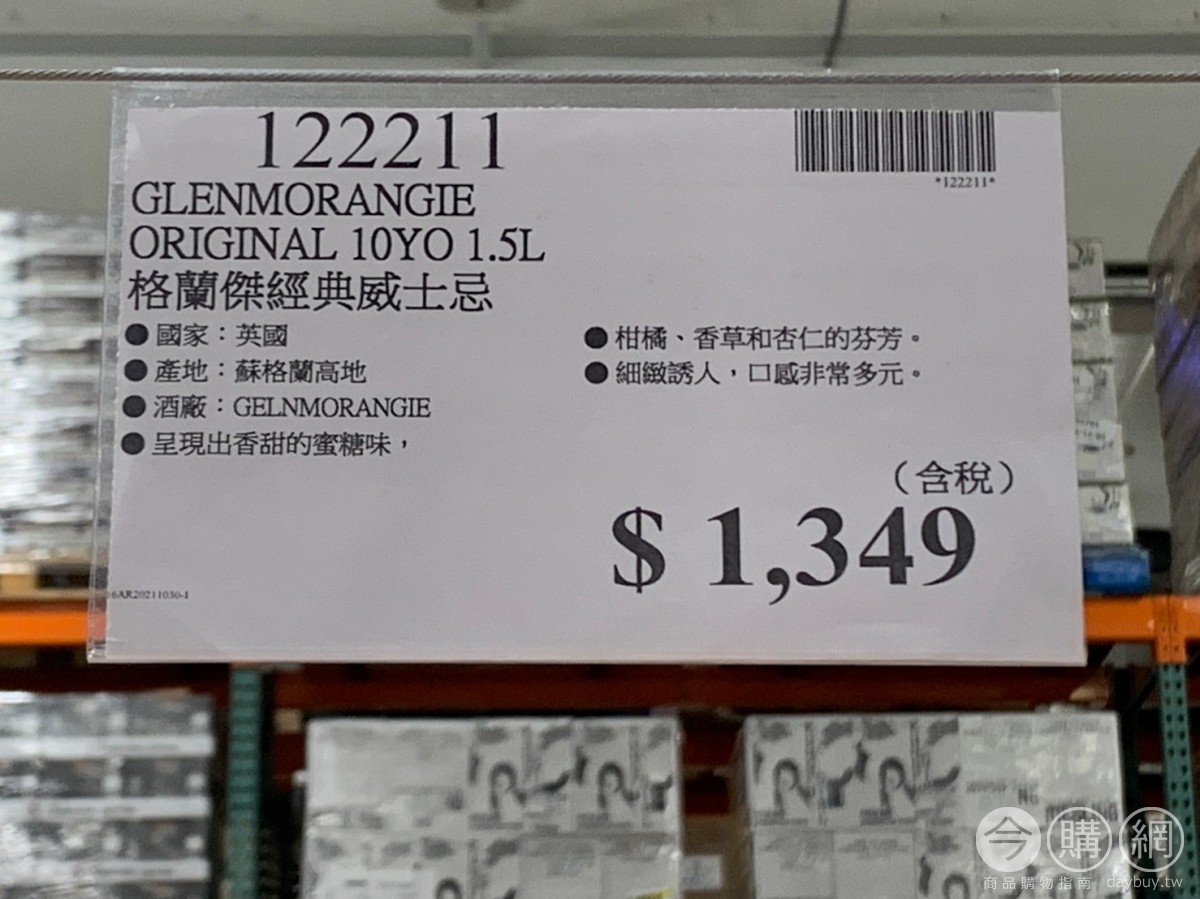 122211
*122211*
GLENMORANGIE
ORIGINAL 10YO 1.5L
格蘭傑經典威士忌
● 國家：英國
● 產地：蘇格蘭高地
● 酒廠：GELNMORANGIE
● 呈現出香甜的蜜糖味，
● 柑橘、香草和杏仁的芬芳。
● 細緻誘人，口感非常多元。
（含稅）
$ 1,349
6AR20211030-1
今購網
商品購物指南 daybuy.tw